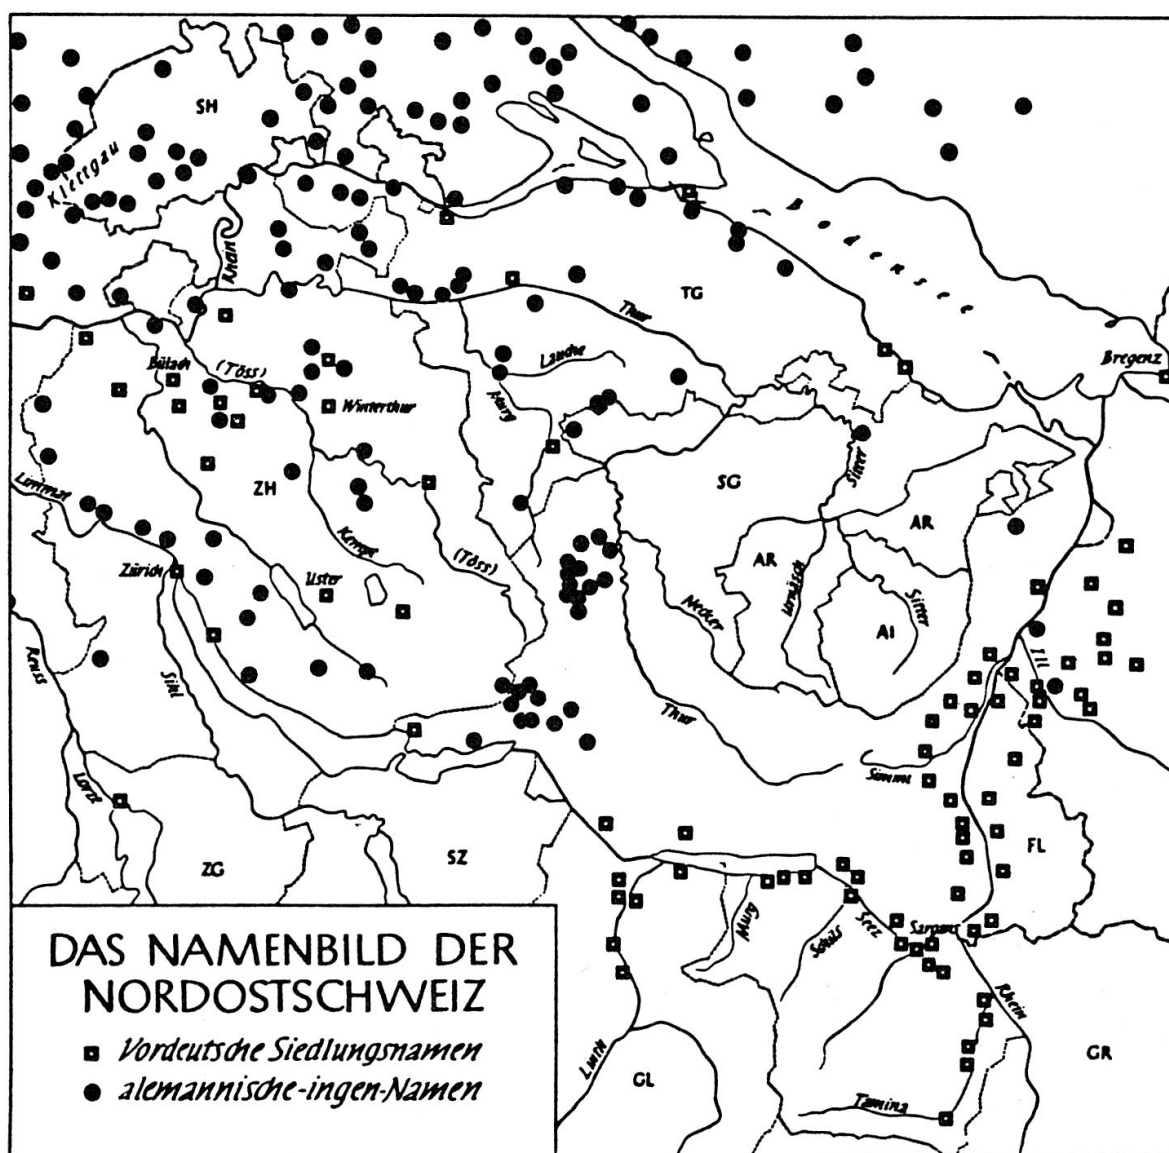 SH
Klettgau
Rhein
Bodensee
TG
Thur
Bregenz
Bülach
(Töss)
Lauche
Murg
Winterthur
Sitter
SG
Limmat
ZH
AR
Kempt
AR
Zürich
Uster
(Töss)
Urnäsch
Necker
Sitter
AI
Ill
Reuss
Sihl
Thur
Simmi
Lorze
FL
ZG
SZ
Murg
Schils
Seez
Sargans
DAS NAMENBILD DER
NORDOSTSCHWEIZ
Vordeutsche Siedlungsnamen
alemannische-ingen-Namen
Rhein
Linth
GL
GR
Tamina